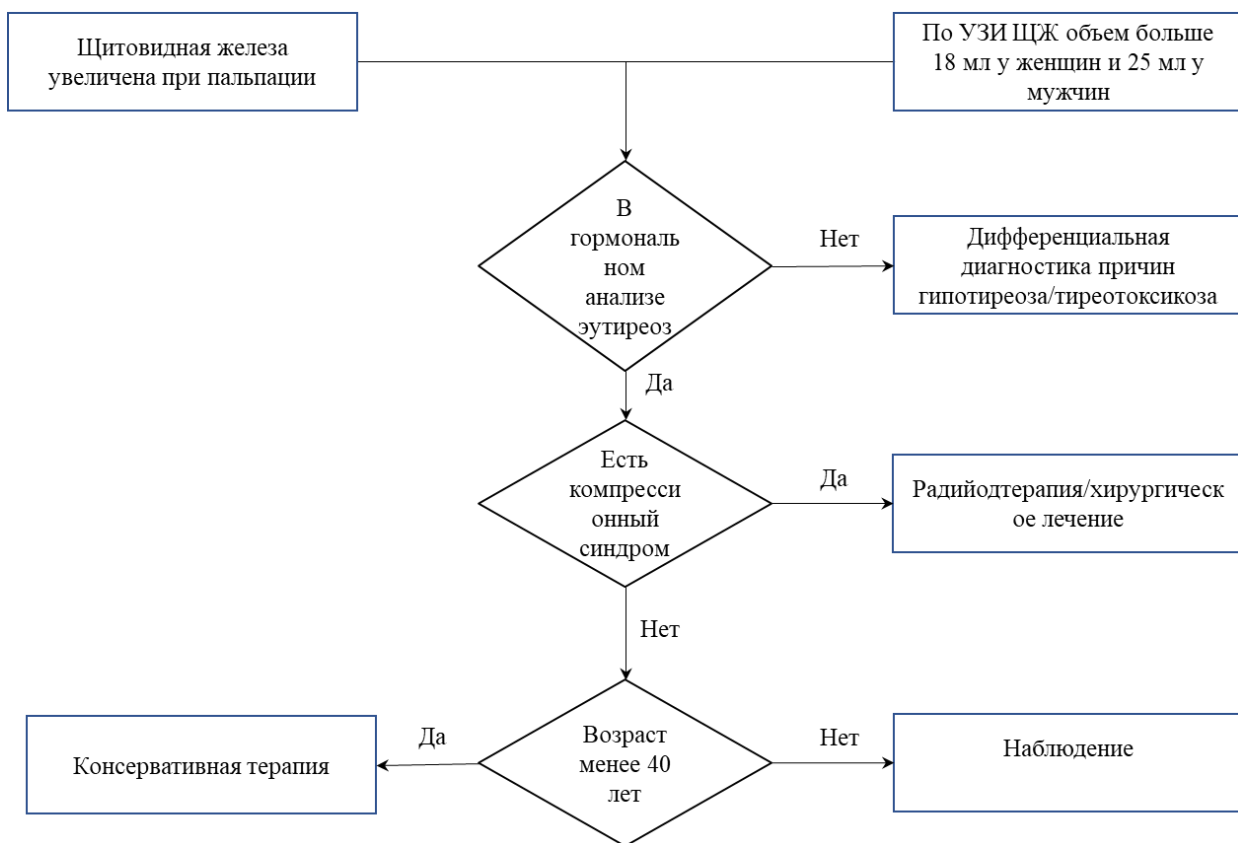 Щитовидная железа
увеличена при пальпации
По УЗИ ЩЖ объем больше
18 мл у женщин и 25 мл у
мужчин
В
гормональ
ном
анализе
эутиреоз
Нет
Дифференциальная
диагностика причин
гипотиреоза/тиреотоксикоза
Да
Есть
компресси
онный
синдром
Да
Радийодтерапия/хирургическ
ое лечение
Нет
Возраст
менее 40
лет
Да
Консервативная терапия
Нет
Наблюдение